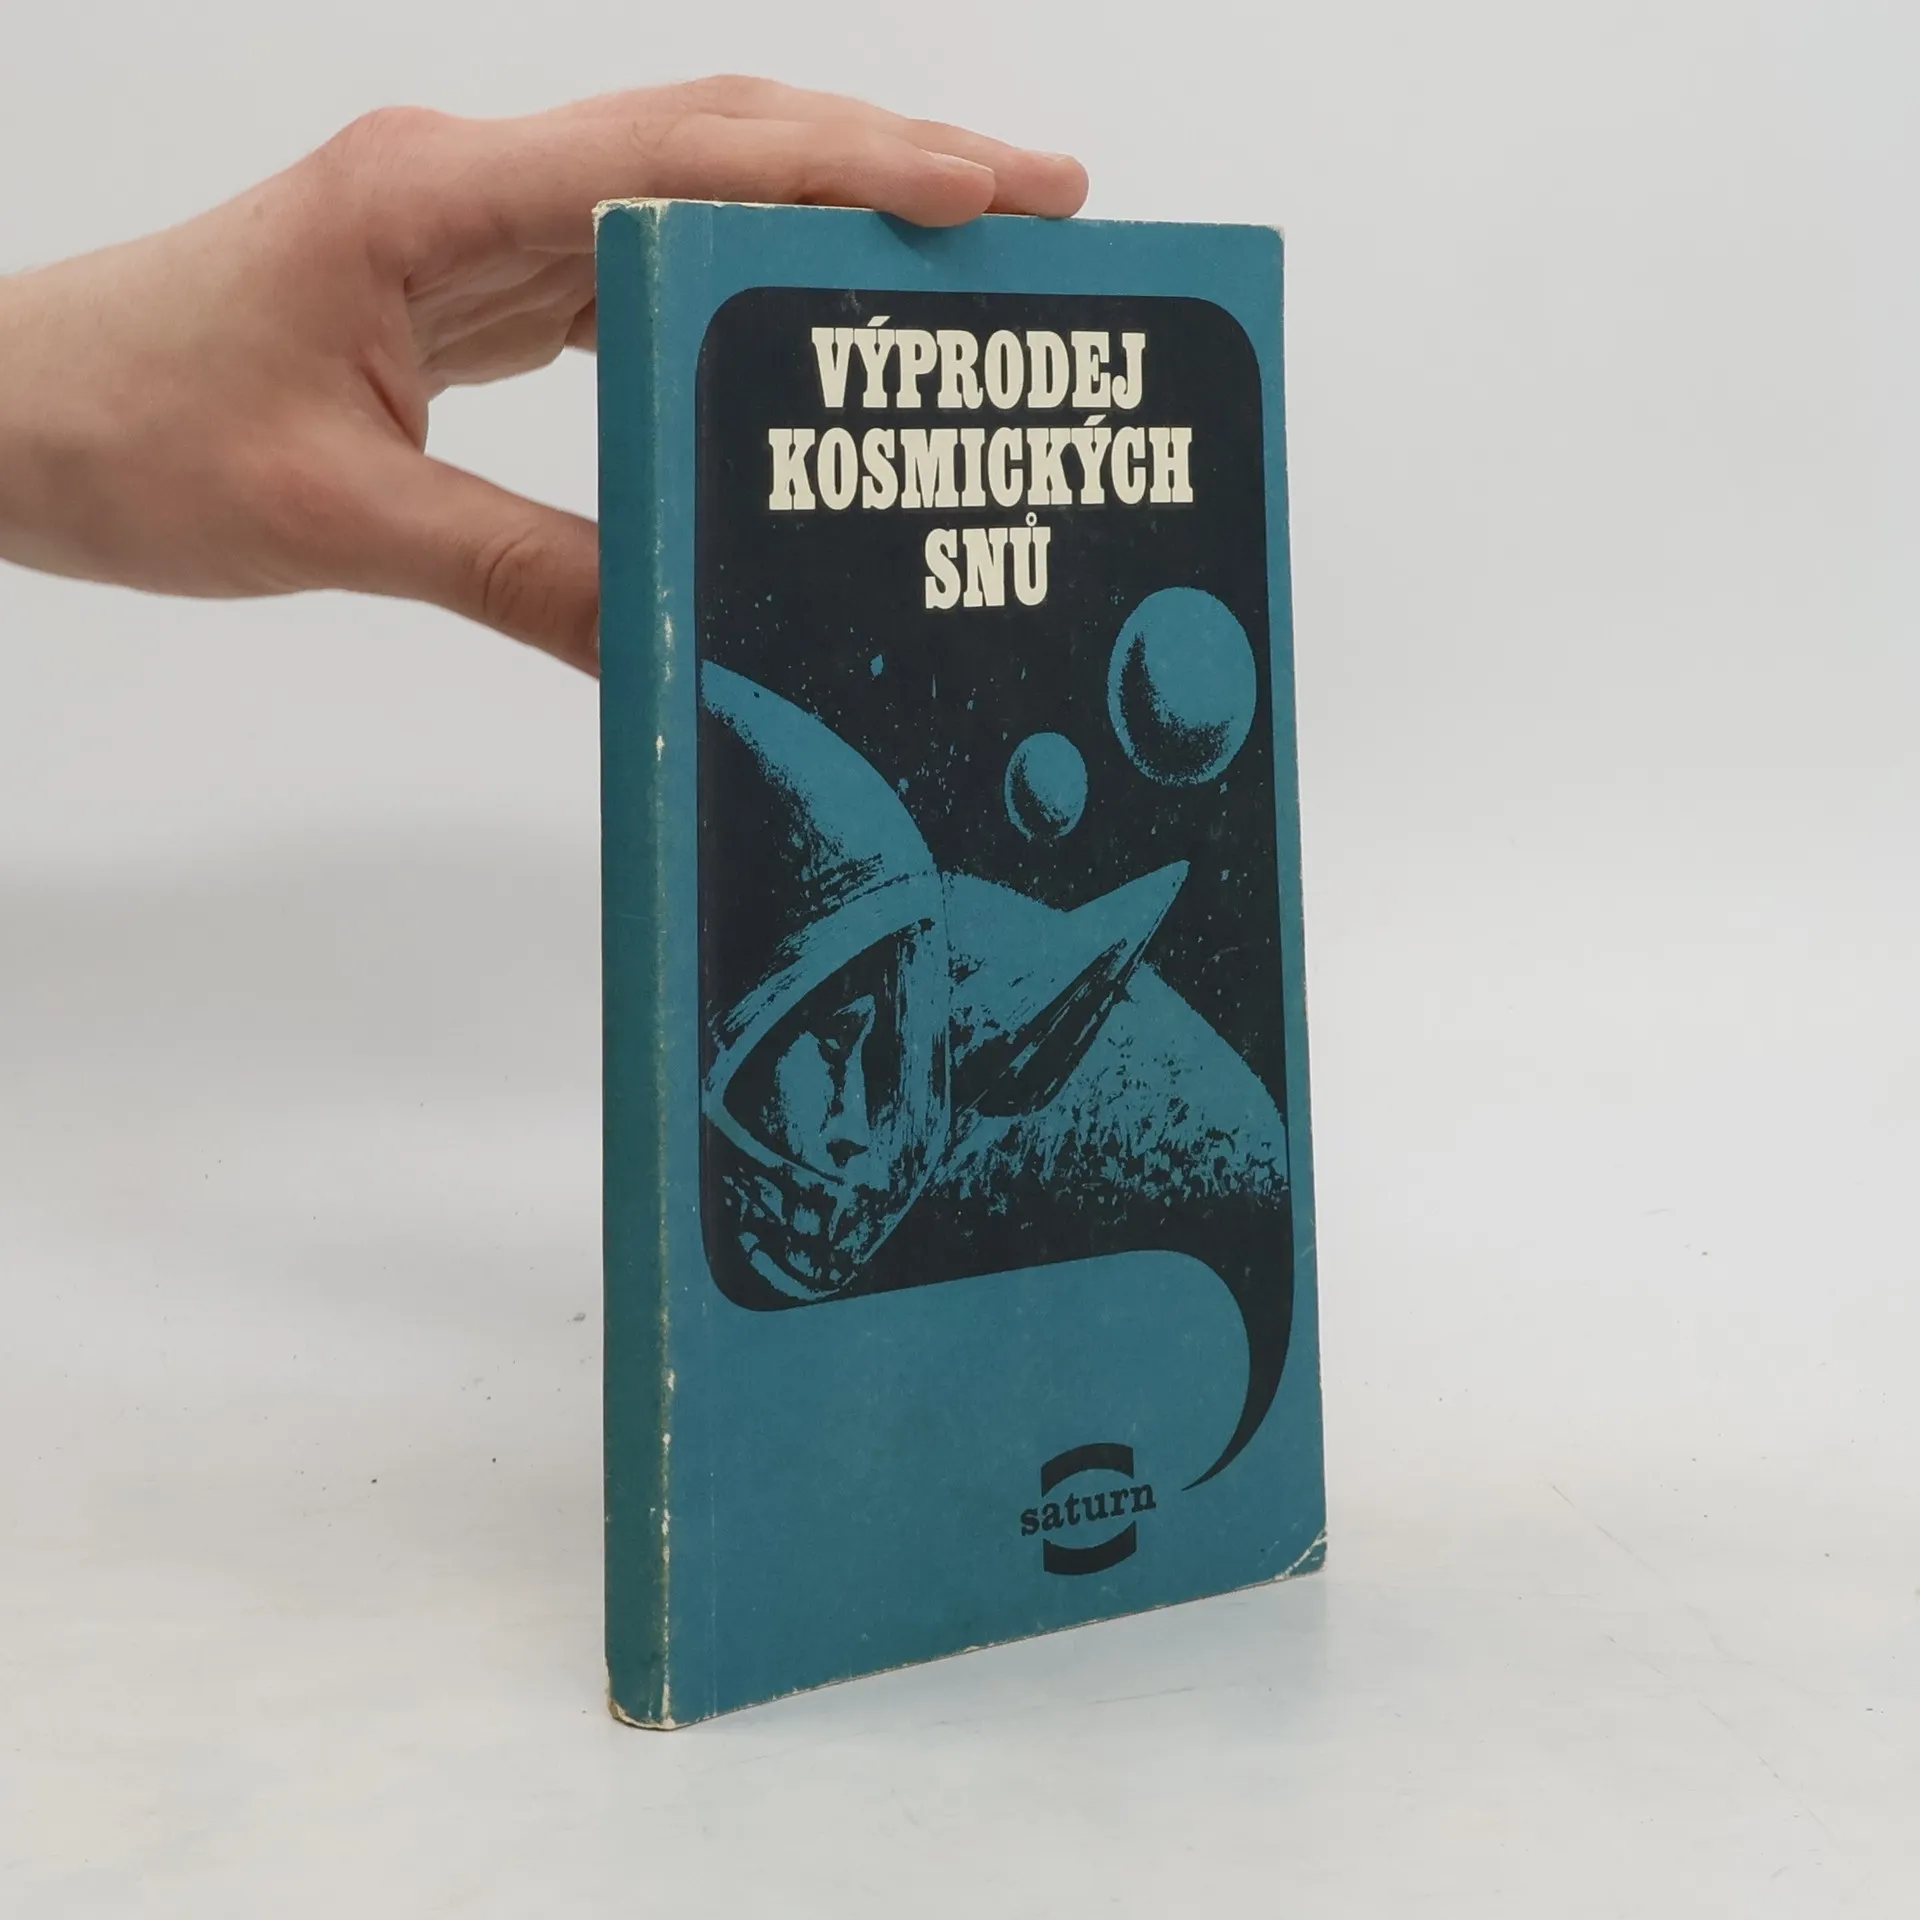 VÝPRODEJ
KOSMICKÝCH
SNŮ
saturn